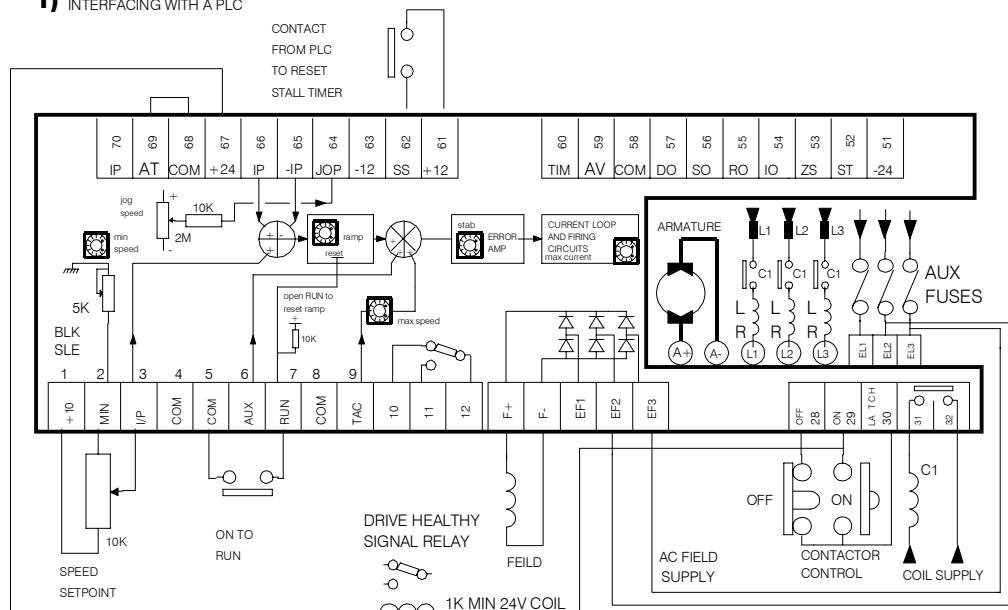 1) INTERFACING WITH A PLC
CONTACT
FROM PLC
TO RESET
STALL TIMER
70 69 68 67 66 65 64 63 62 61
IP AT COM +24 IP -IP JOP -12 SS +12
60 59 58 57 56 55 54 53 52 51
TIM AV COM DO SO RO IO ZS ST -24
jog
speed
+
10K
2M
-
min
speed
5K
BLK
SLE
+ -
+
ramp
reset
open RUN to
reset ramp
+
10K
+ +
+
max speed
stab
ERROR
AMP
CURRENT LOOP
AND FIRING
CIRCUITS
max current
ARMATURE
A+ A-
L1 L2 L3
C1 C1 C1
L L L
R R R
L1 L2 L3
AUX
FUSES
EL1 EL2 EL3
1 2 3 4 5 6 7 8 9 10 11 12
+10 MIN I/P COM COM AUX RUN COM TAC
F+ F- EF1 EF2 EF3
OFF 28
ON 29
LATCH 30
31 32
10K
SPEED
SETPOINT
ON TO
RUN
DRIVE HEALTHY
SIGNAL RELAY
1K MIN 24V COIL
FEILD
AC FIELD
SUPPLY
OFF ON
CONTACTOR
CONTROL
C1
COIL SUPPLY